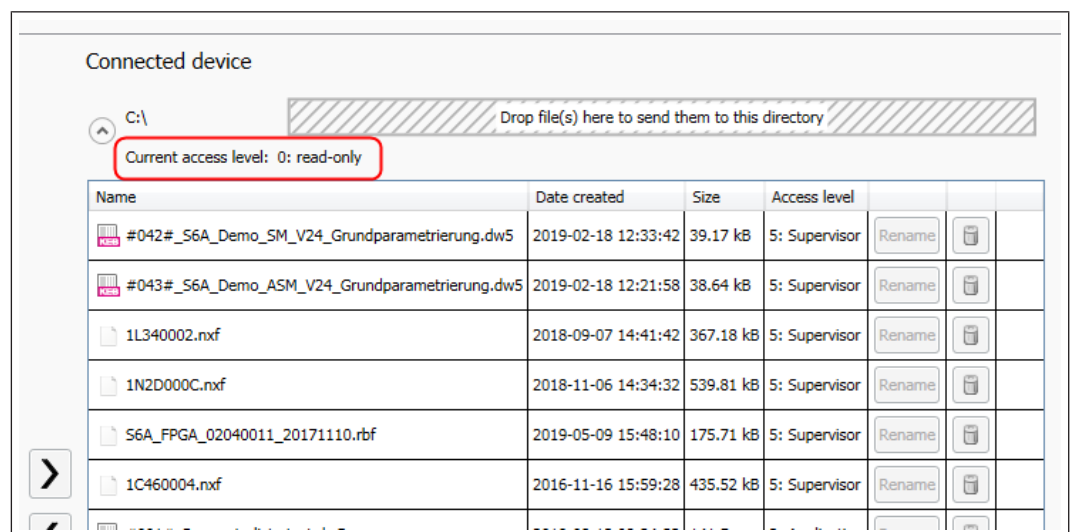 Connected device
C:\ Drop file(s) here to send them to this directory
Current access level: 0: read-only
Name Date created Size Access level
#042#_S6A_Demo_SM_V24_Grundparametrierung.dw5 2019-02-18 12:33:42 39.17 kB 5: Supervisor Rename
#043#_S6A_Demo_ASM_V24_Grundparametrierung.dw5 2019-02-18 12:21:58 38.64 kB 5: Supervisor Rename
1L340002.nxf 2018-09-07 14:41:42 367.18 kB 5: Supervisor Rename
1N2D000C.nxf 2018-11-06 14:34:32 539.81 kB 5: Supervisor Rename
S6A_FPGA_02040011_20171110.rbf 2019-05-09 15:48:10 175.71 kB 5: Supervisor Rename
1C460004.nxf 2016-11-16 15:59:28 435.52 kB 5: Supervisor Rename